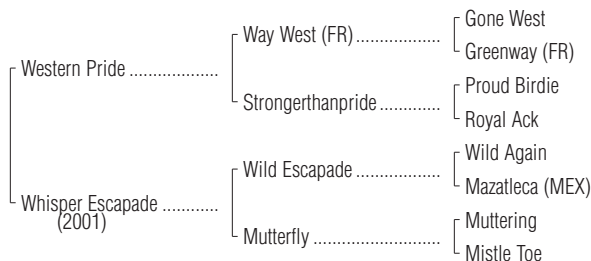 Gone West
Way West (FR)...................
Greenway (FR)
Western Pride ....................
Proud Birdie
Strongerthanpride..............
Royal Ack
Wild Again
Wild Escapade ...................
Mazatleca (MEX)
Whisper Escapade ............
(2001)
Muttering
Mutterfly .............................
Mistle Toe